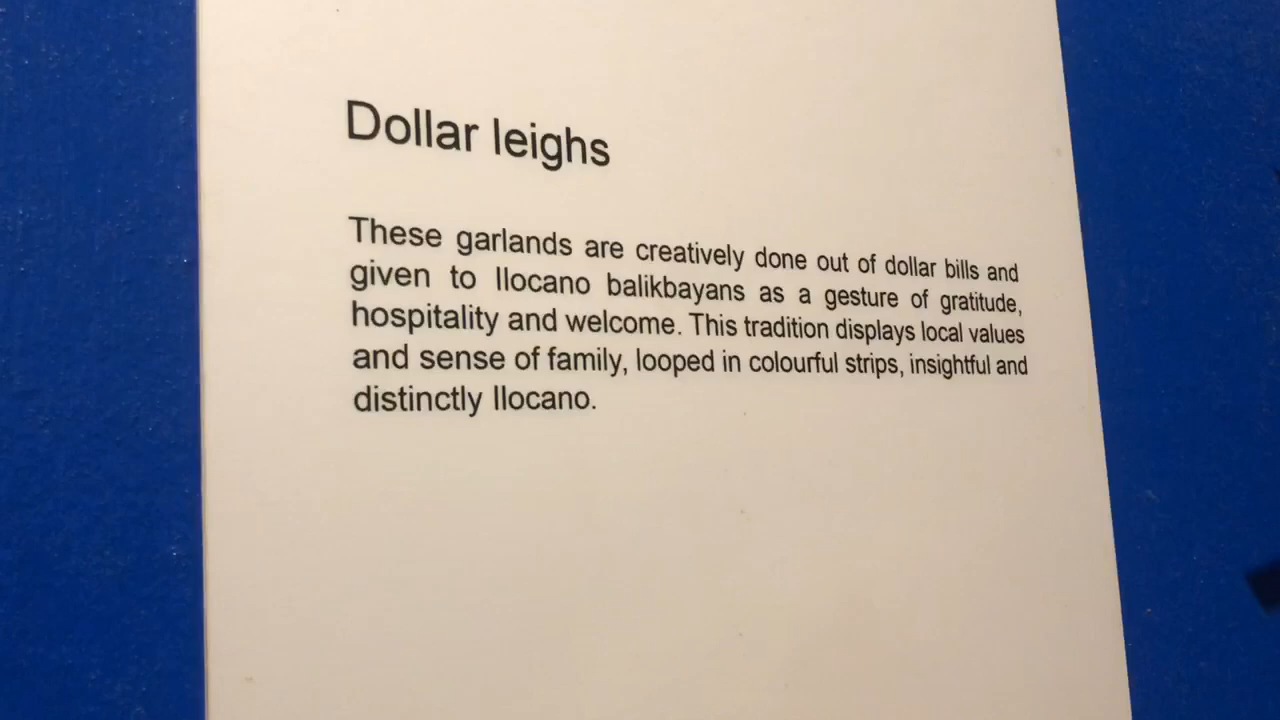 Dollar leighs
These garlands are creatively done out of dollar bills and
given to Ilocano balikbayans as a gesture of gratitude,
hospitality and welcome. This tradition displays local values
and sense of family, looped in colourful strips, insightful and
distinctly Ilocano.